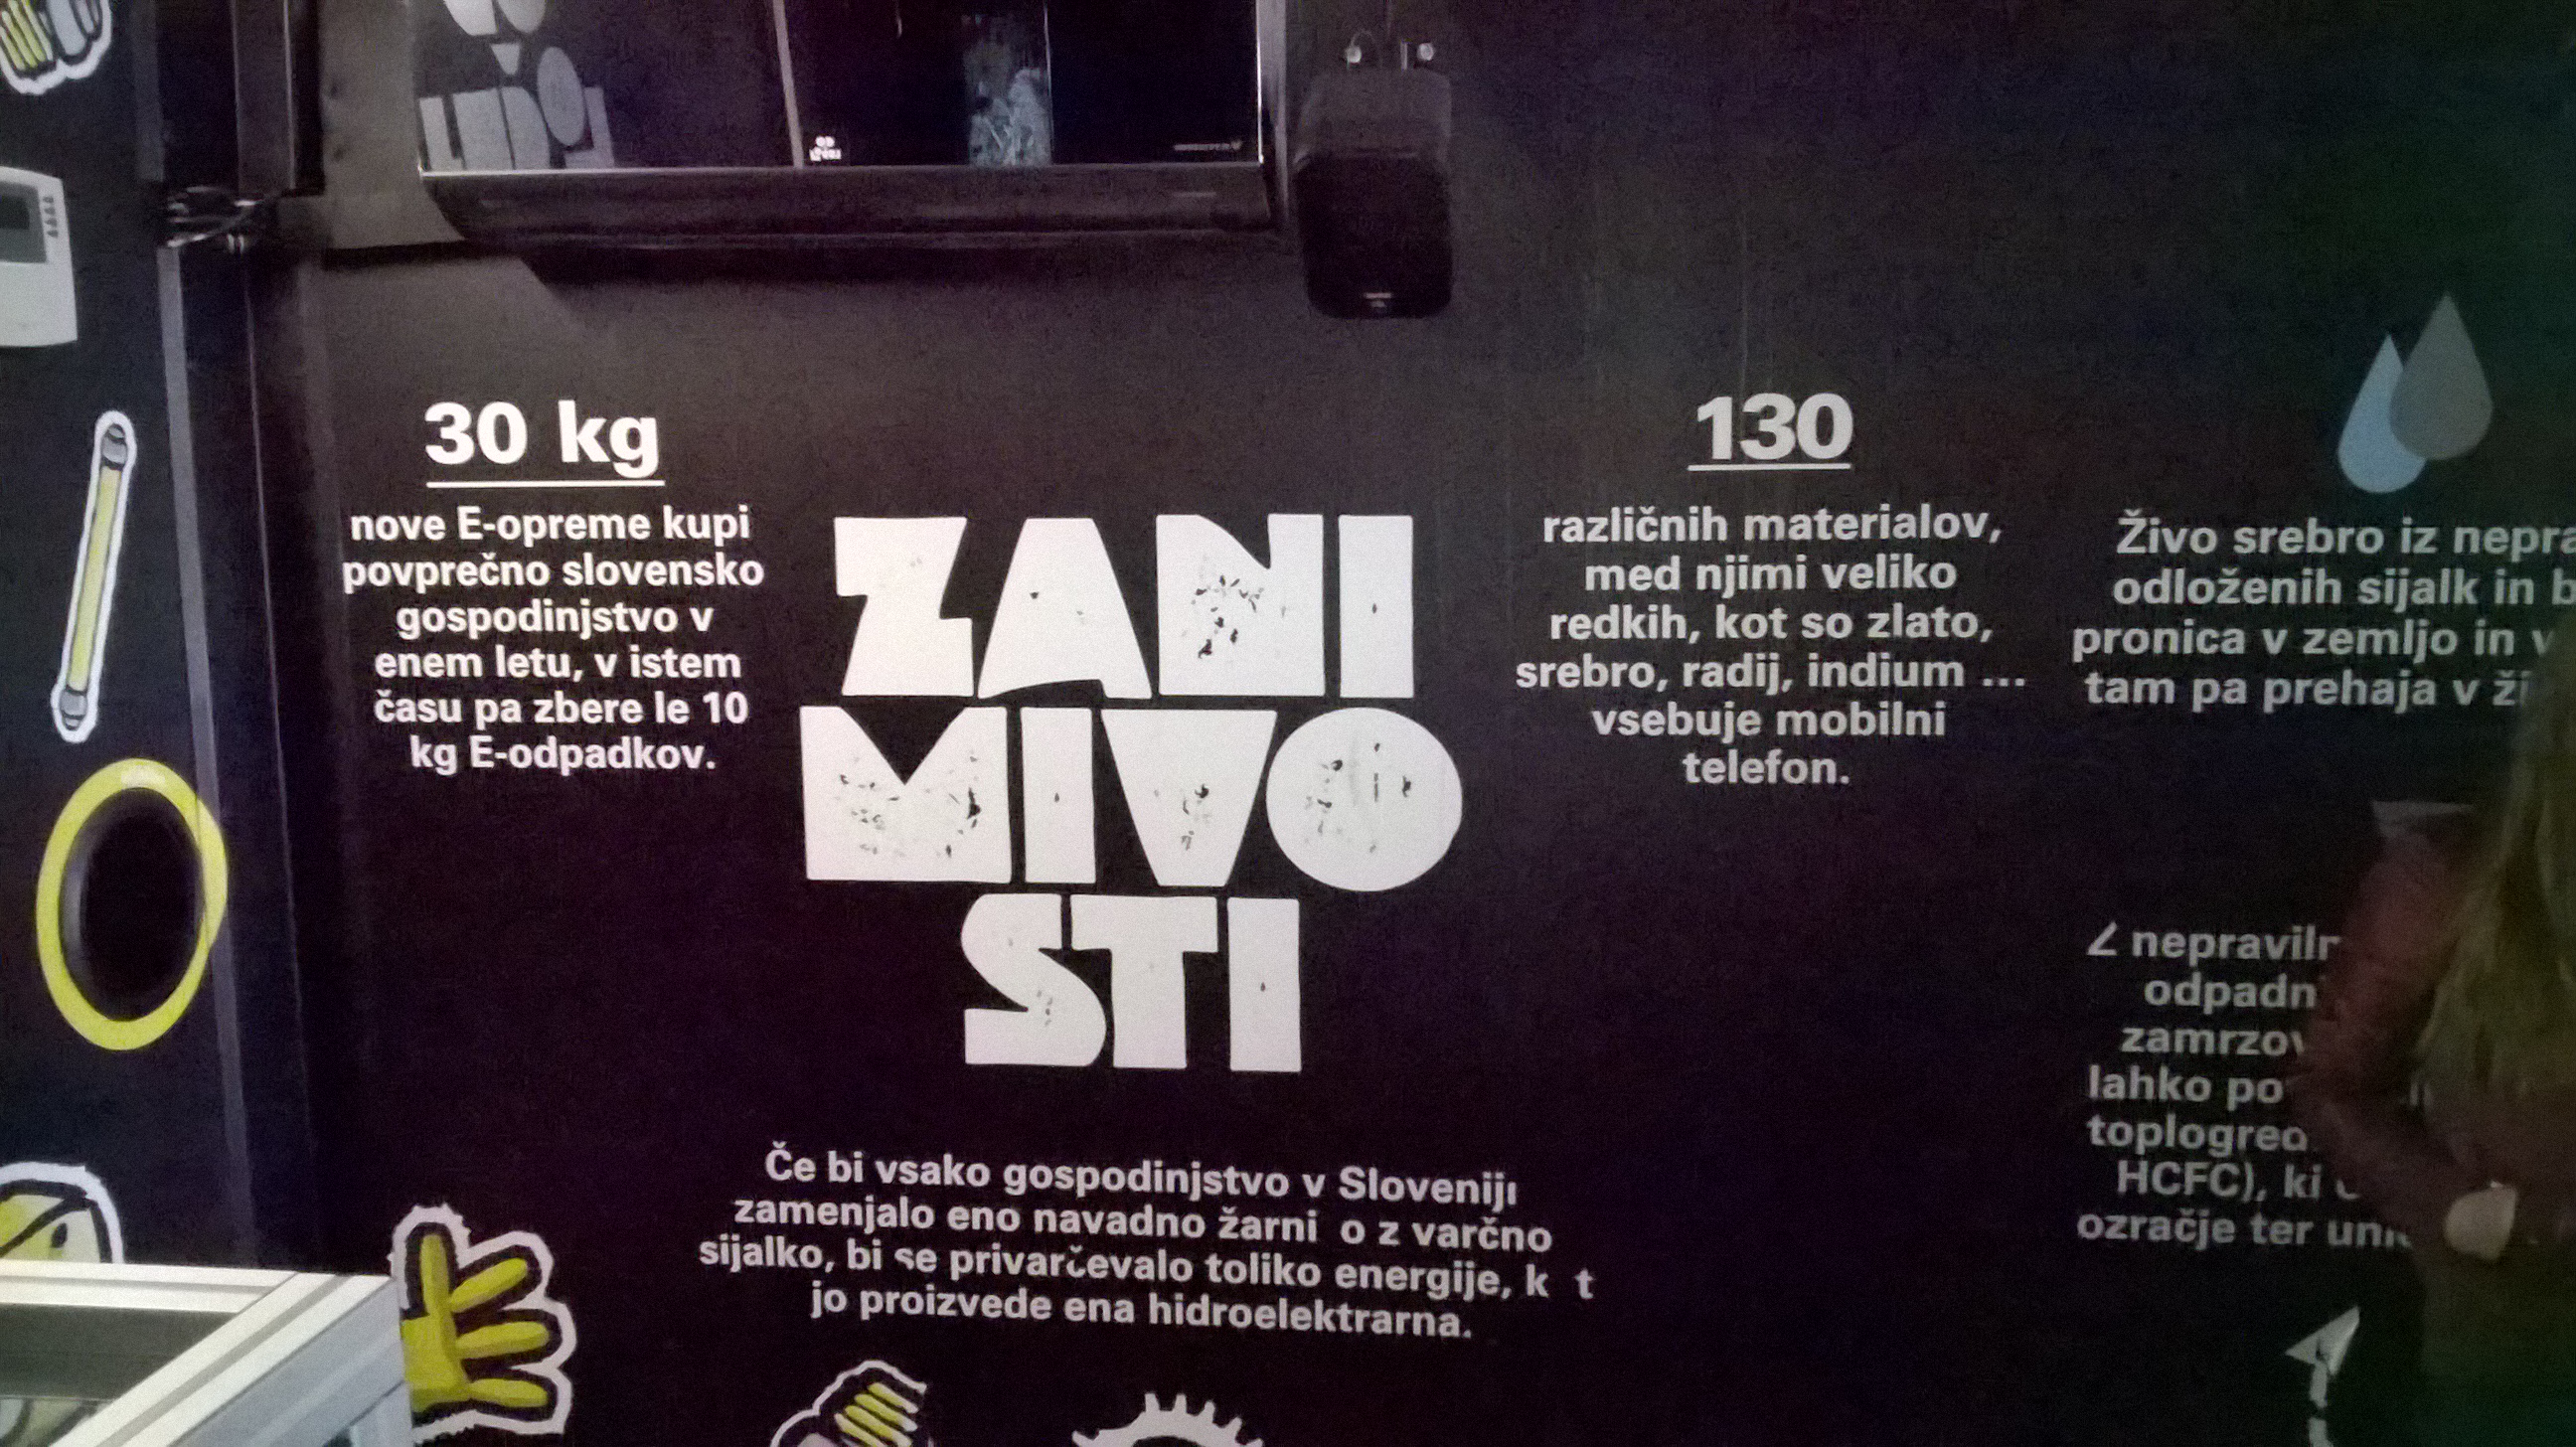 30 kg
nove E-opreme kupi
povprečno slovensko
gospodinjstvo v
enem letu, v istem
času pa zbere le 10
kg E-odpadkov.
ZANI
MIVO
STI
130
različnih materialov,
med njimi veliko
redkih, kot so zlato,
srebro, radij, indium ...
vsebuje mobilni
telefon.
Če bi vsako gospodinjstvo v Sloveniji
zamenjalo eno navadno žarni o z varčno
sijalko, bi se privarčevalo toliko energije, k t
jo proizvede ena hidroelektrarna.
Živo srebro iz nepra
odloženih sijalk in b
pronica v zemljo in v
tam pa prehaja v ži
Z nepraviln
odpadn
zamrzov
lahko po
toplogred
HCFC), ki
ozračje ter uni